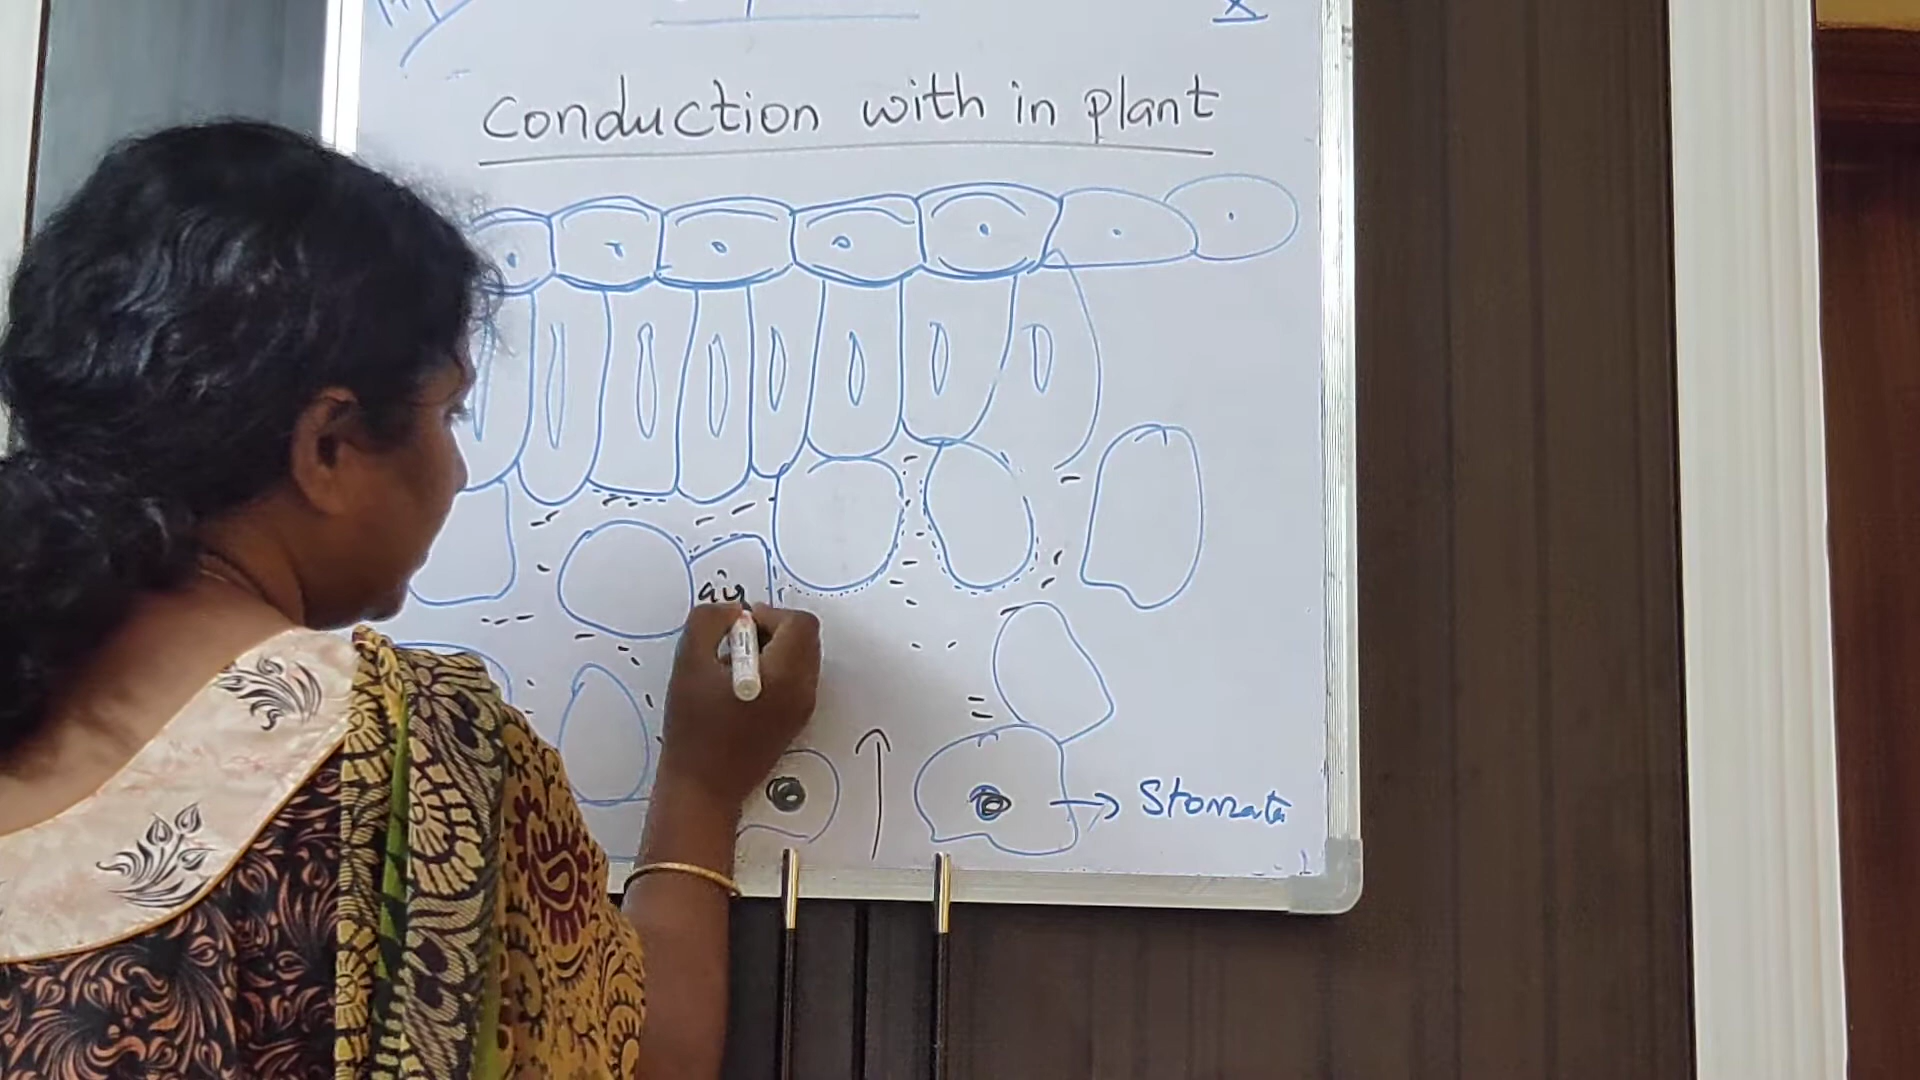 Conduction with in plant
air
Stomata